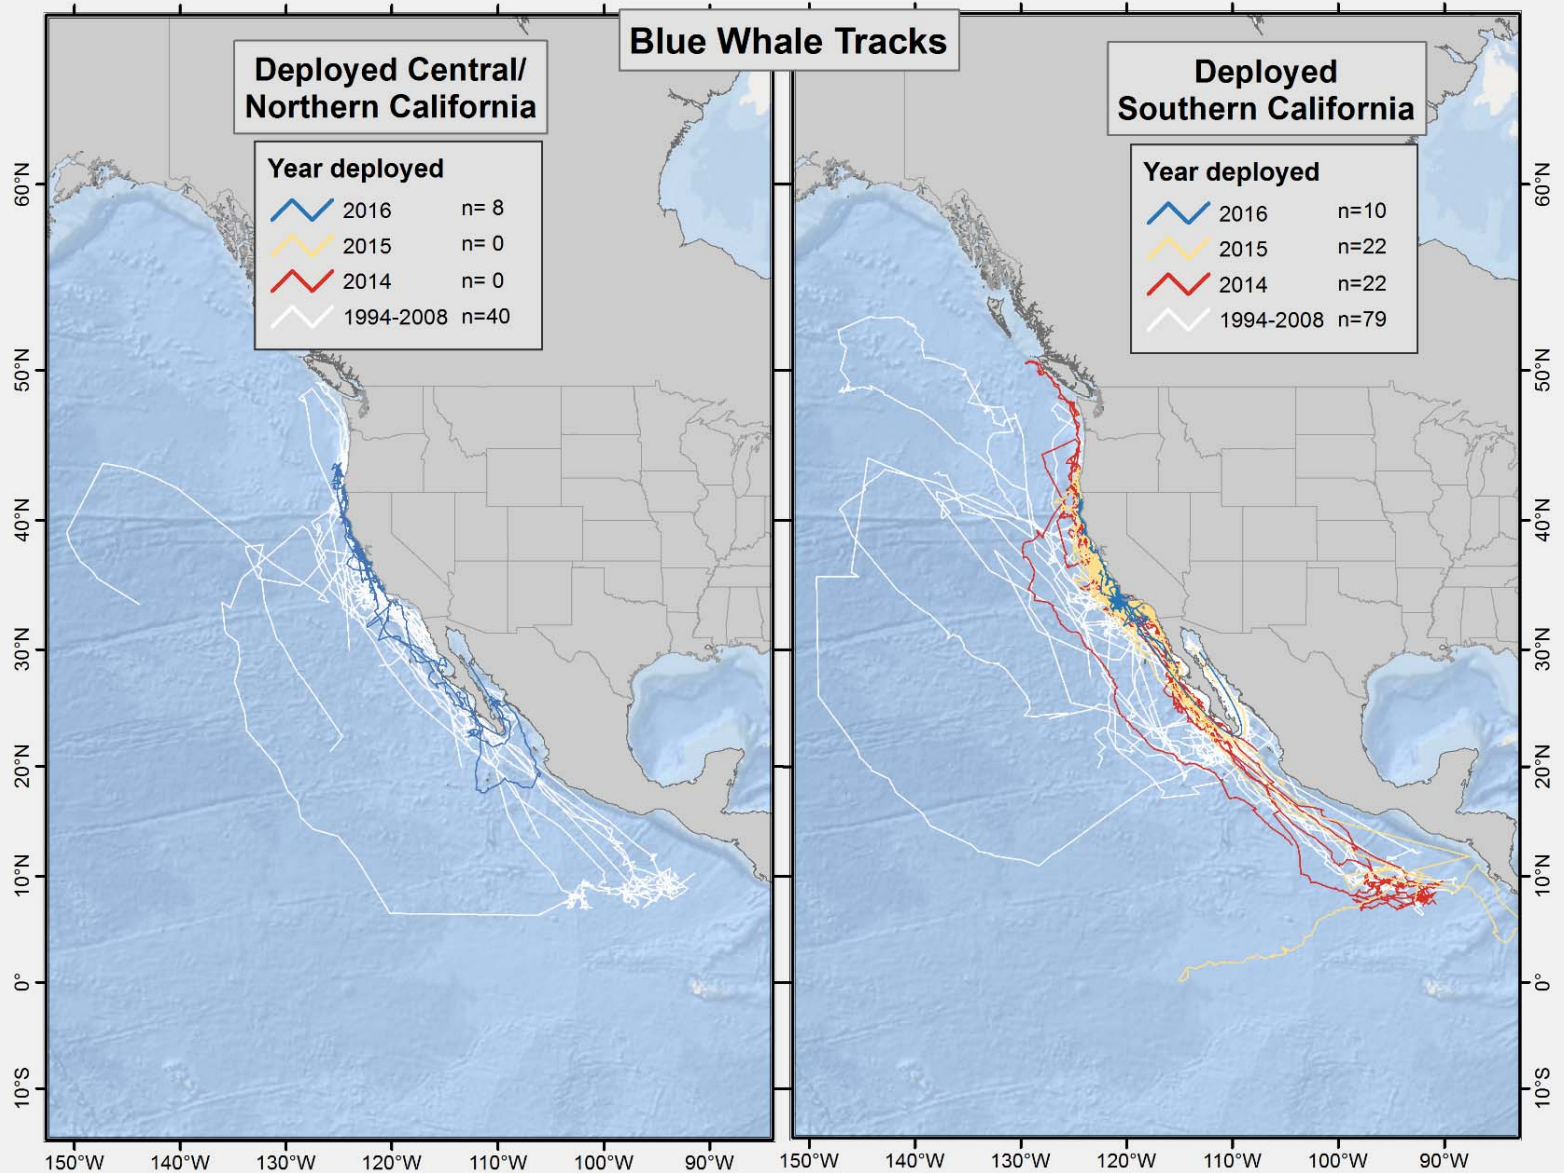 Blue Whale Tracks
Deployed Central/
Northern California
Year deployed
2016 n= 8
2015 n= 0
2014 n= 0
1994-2008 n=40
Deployed
Southern California
Year deployed
2016 n=10
2015 n=22
2014 n=22
1994-2008 n=79
60°N
50°N
40°N
30°N
20°N
10°N
0°
10°S
60°N
50°N
40°N
30°N
20°N
10°N
0°
10°S
150°W 140°W 130°W 120°W 110°W 100°W 90°W
150°W 140°W 130°W 120°W 110°W 100°W 90°W